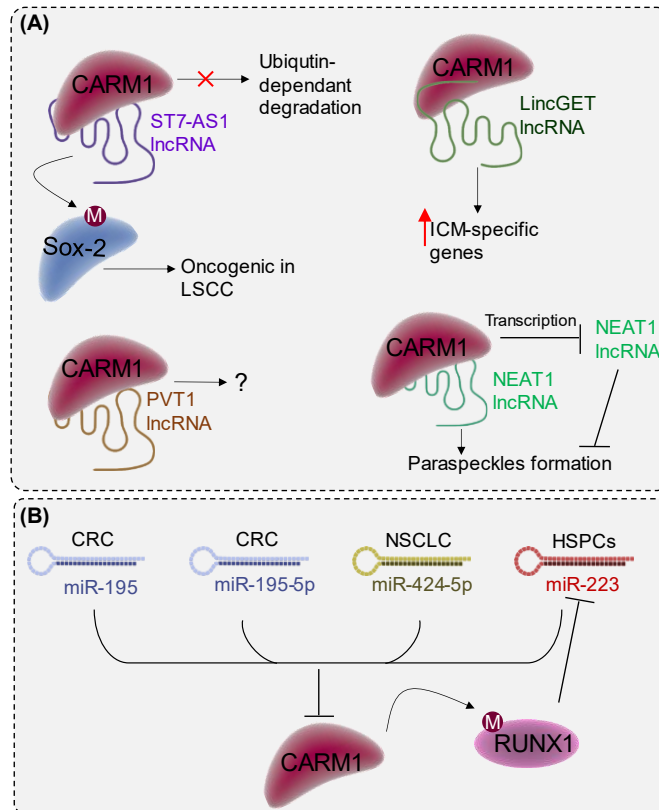 (A)
CARM1
Ubiqutin-
dependant
degradation
ST7-AS1
lncRNA
M
Sox-2
Oncogenic in
LSCC
CARM1
LincGET
lncRNA
ICM-specific
genes
CARM1
PVT1
lncRNA
?
CARM1
Transcription
NEAT1
lncRNA
NEAT1
lncRNA
Paraspeckles formation
(B)
CRC
miR-195
CRC
miR-195-5p
NSCLC
miR-424-5p
HSPCs
miR-223
CARM1
M
RUNX1